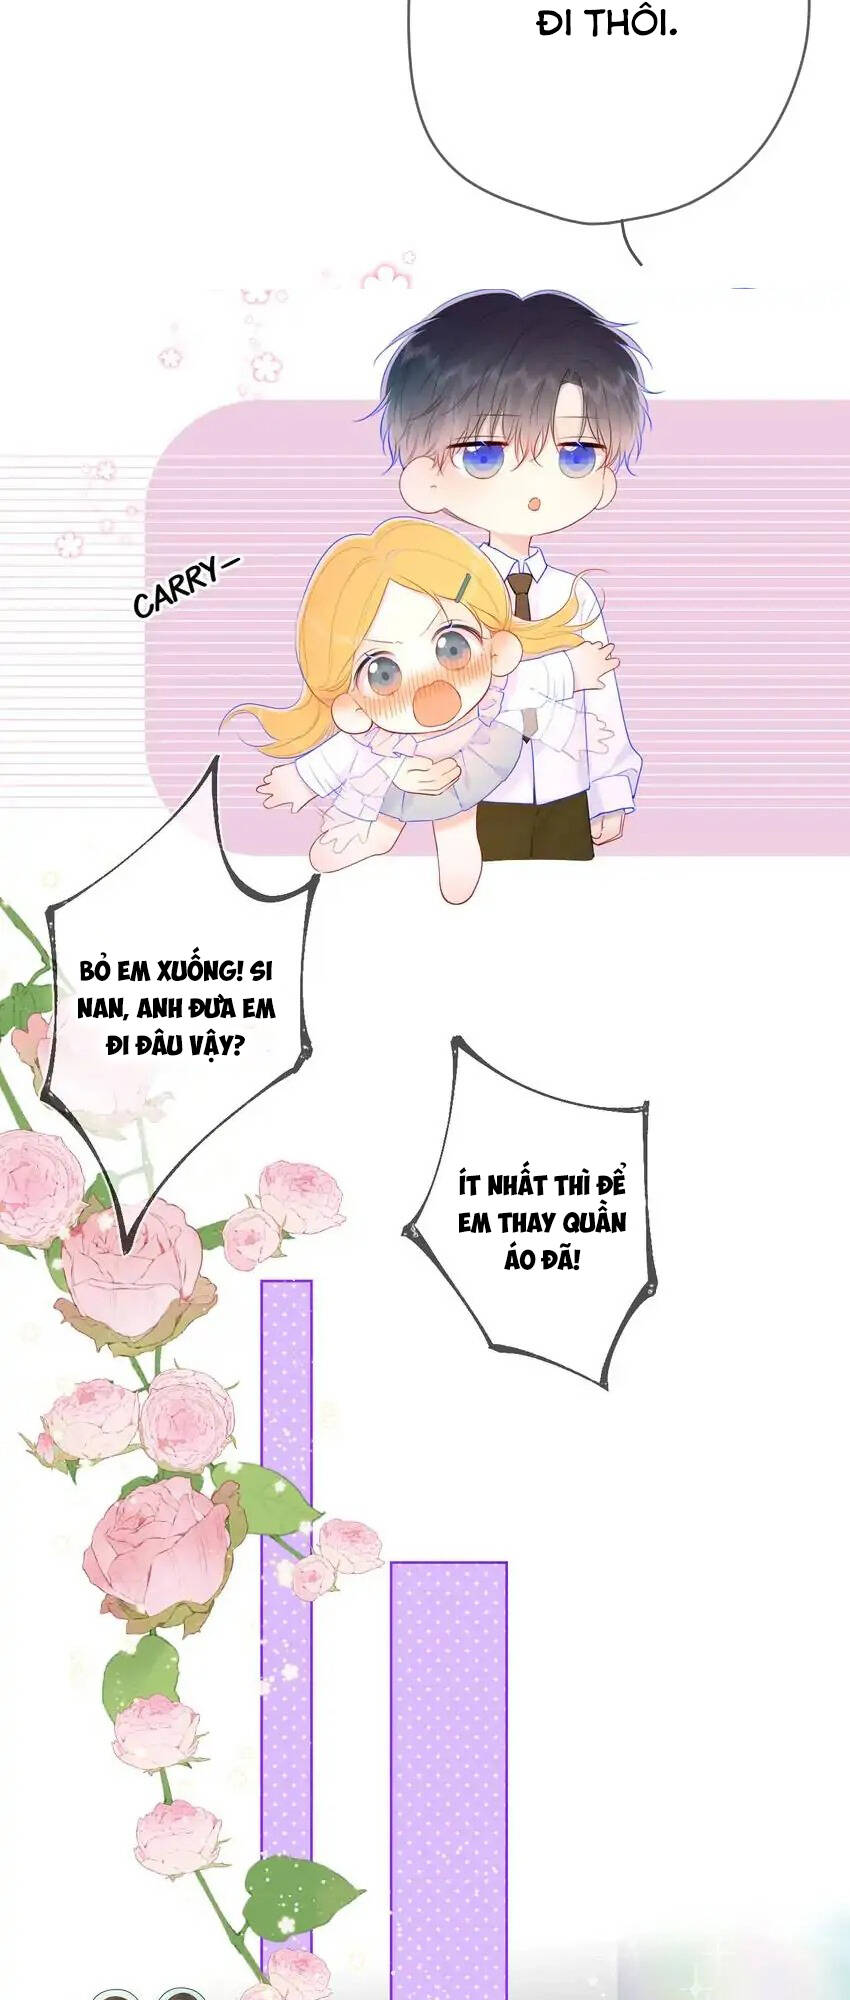 ĐI THÔI.
CARRY~
BỎ EM XUỐNG! SI
NAN, ANH ĐƯA EM
ĐI ĐÂU VẬY?
ÍT NHẤT THÌ ĐỂ
EM THAY QUẦN
ÁO ĐÃ!